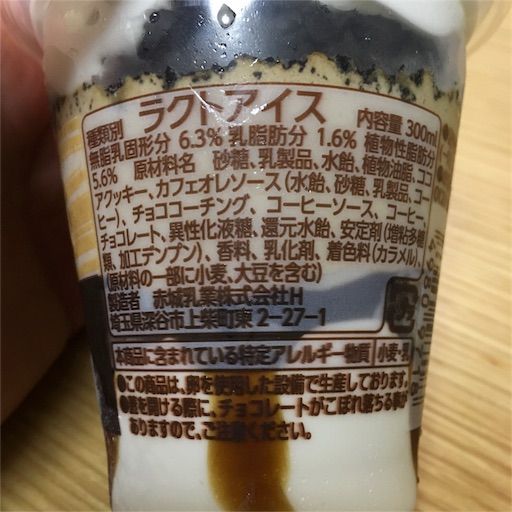 種類別 ラクトアイス 内容量 300ml
無脂乳固形分 6.3% 乳脂肪分 1.6% 植物性脂肪分
5.6% 原材料名 砂糖、乳製品、水飴、植物油脂、ココ
アクッキー、カフェオレソース(水飴、砂糖、乳製品、コー
ヒー)、チョココーチング、コーヒーソース、コーヒー、
チョコレート、異性化液糖、還元水飴、安定剤(増粘多糖
類、加工デンプン)、香料、乳化剤、着色料(カラメル)、
(原材料の一部に小麦、大豆を含む)
製造者 赤城乳業株式会社H
埼玉県深谷市上柴町東2-27-1
本商品に含まれている特定アレルギー物質 小麦・乳
●この商品は、卵を使用した設備で生産しております。
●蓋を開ける際に、チョコレートがこぼれ落ちる事が
ありますので、ご注意ください。